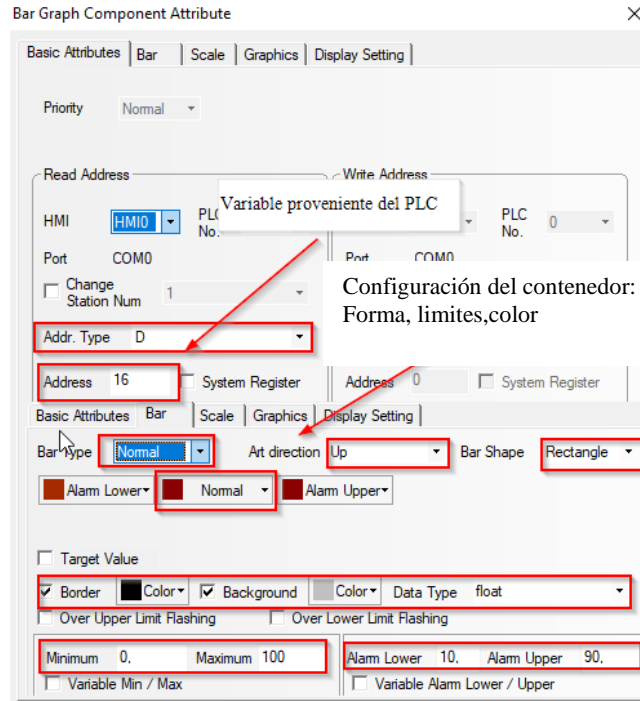 Bar Graph Component Attribute
Basic Attributes Bar Scale Graphics Display Setting
Priority Normal
Read Address Write Address
Variable proveniente del PLC
HMI HMI0 PLC No. PLC No. 0
Port COM0 Port COM0
Change Station Num 1
Configuración del contenedor:
Forma, limites,color
Addr. Type D
Address 16 System Register Address 0 System Register
Basic Attributes Bar Scale Graphics Display Setting
Bar Type Normal Art direction Up Bar Shape Rectangle
Alarm Lower Normal Alarm Upper
Target Value
Border Color Background Color Data Type float
Over Upper Limit Flashing Over Lower Limit Flashing
Minimum 0, Maximum 100 Alarm Lower 10, Alarm Upper 90,
Variable Min / Max Variable Alarm Lower / Upper